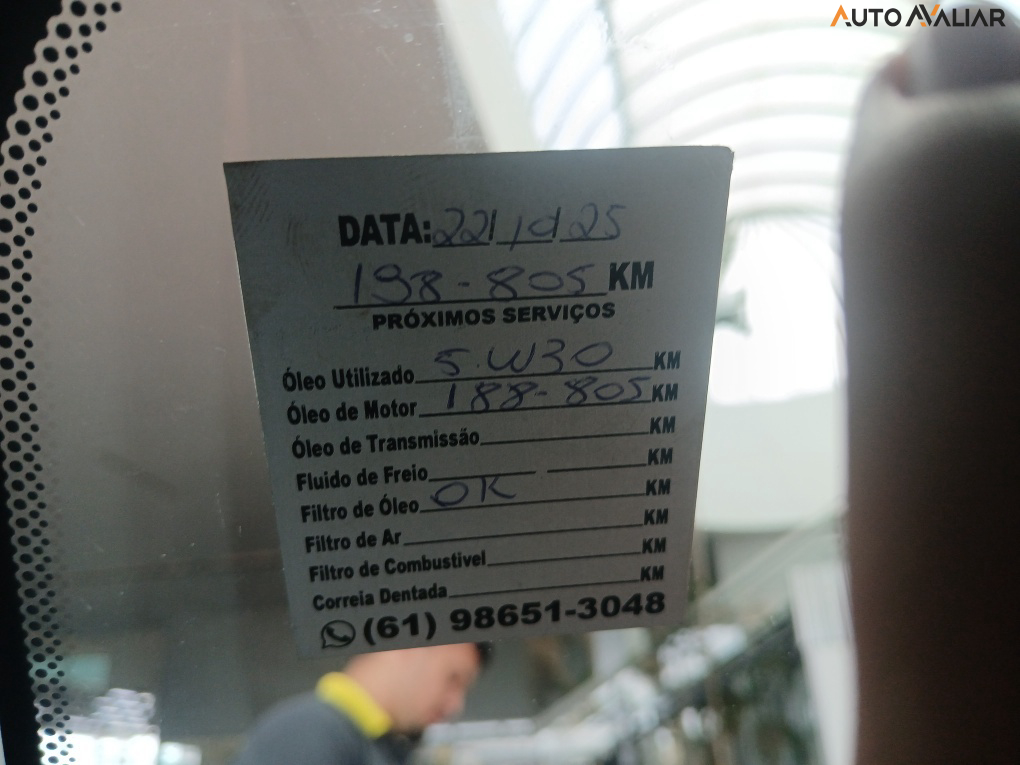 AUTO AVALIAR
DATA: 22/10/25
198-805 KM
PRÓXIMOS SERVIÇOS
Óleo Utilizado 5.W30 KM
Óleo de Motor 188-805 KM
Óleo de Transmissão KM
Fluido de Freio KM
Filtro de Óleo OK KM
Filtro de Ar KM
Filtro de Combustivel KM
Correia Dentada KM
(61) 98651-3048